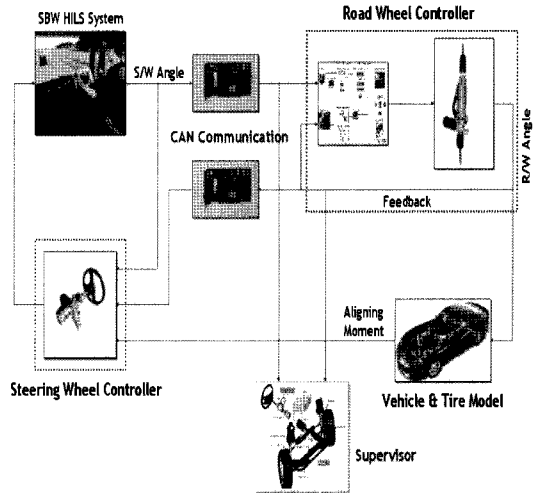 SBW HILS System
Road Wheel Controller
S/W Angle
CAN Communication
R/W Angle
Feedback
Aligning
Moment
Steering Wheel Controller
Vehicle & Tire Model
Supervisor